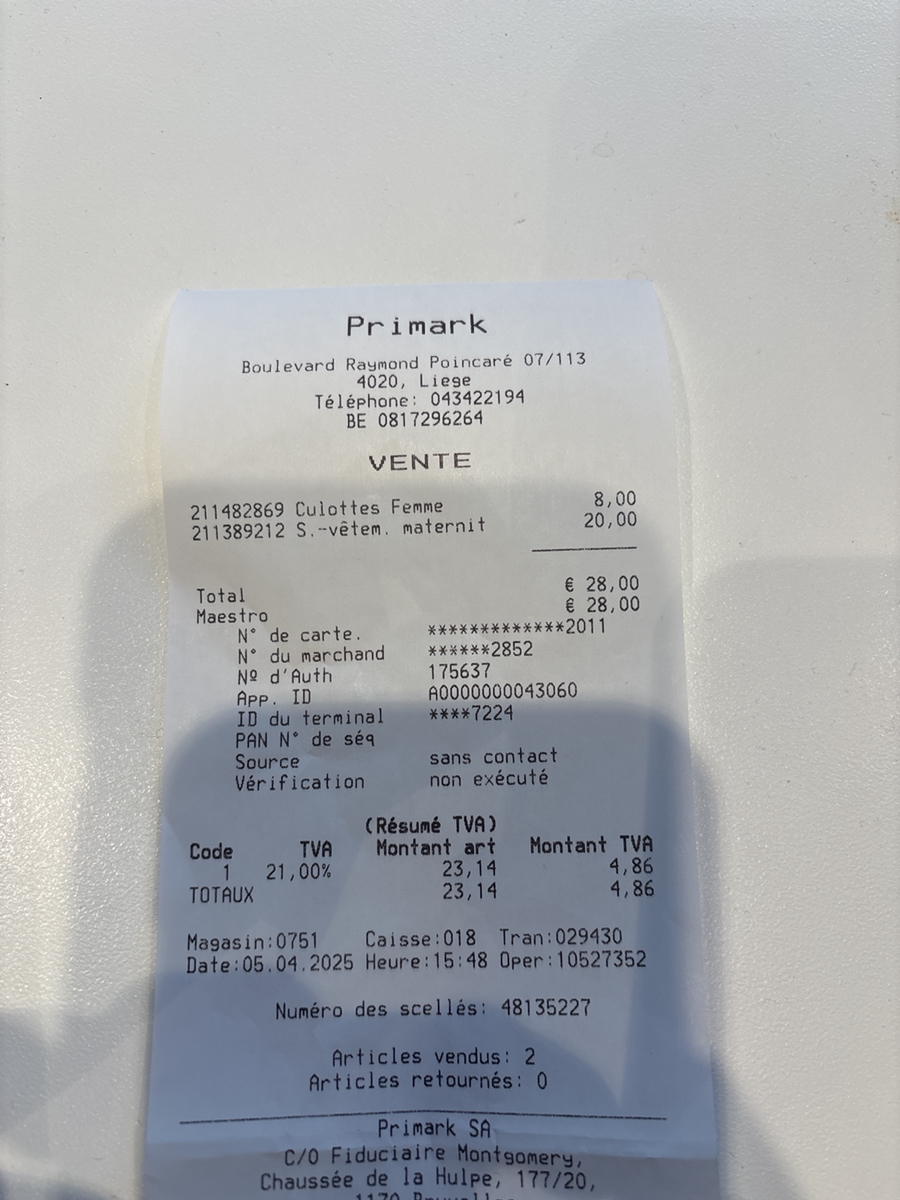 Primark
Boulevard Raymond Poincaré 07/113
4020, Liege
Téléphone: 043422194
BE 0817296264
VENTE
211482869 Culottes Femme 8,00
211389212 S.-vêtem. maternit 20,00
Total € 28,00
Maestro € 28,00
N° de carte. *************2011
N° du marchand ******2852
Nº d'Auth 175637
App. ID A0000000043060
ID du terminal ****7224
PAN N° de séq
Source sans contact
Vérification non exécuté
(Résumé TVA)
Code TVA Montant art Montant TVA
1 21,00% 23,14 4,86
TOTAUX 23,14 4,86
Magasin:0751 Caisse:018 Tran:029430
Date:05.04.2025 Heure:15:48 Oper:10527352
Numéro des scellés: 48135227
Articles vendus: 2
Articles retournés: 0
Primark SA
C/O Fiduciaire Montgomery,
Chaussée de la Hulpe, 177/20,